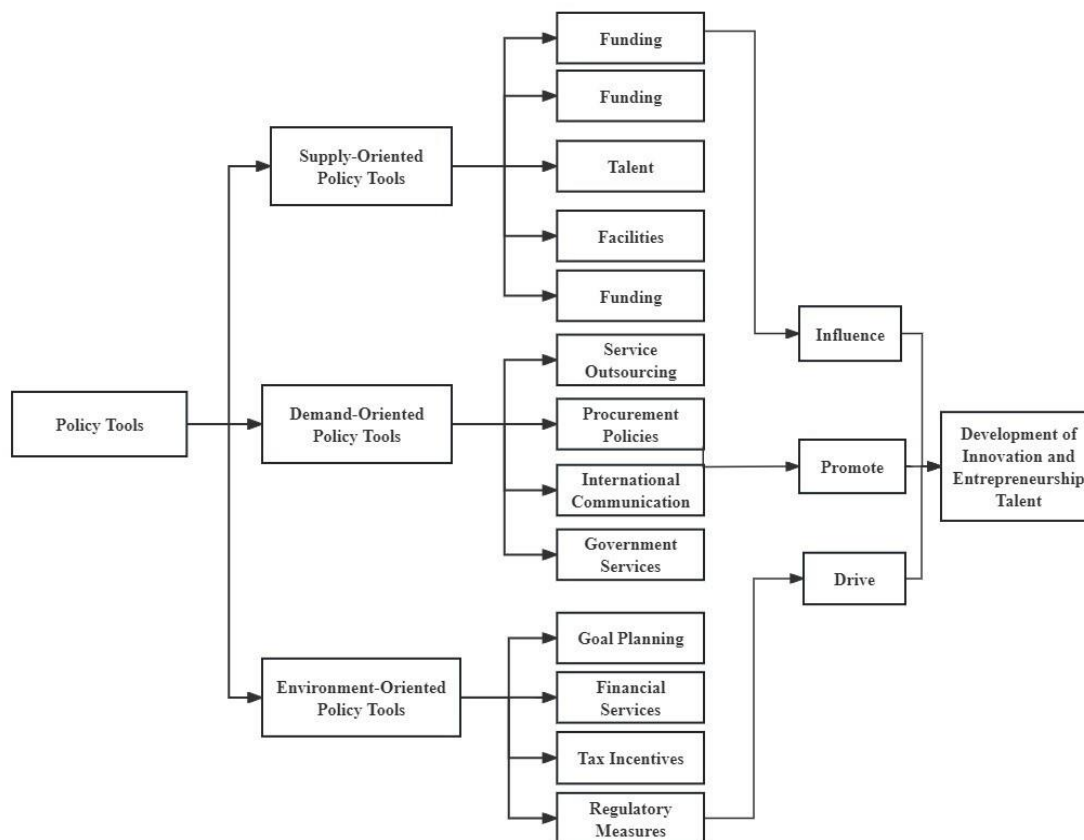 Funding
Funding
Supply-Oriented
Policy Tools
Talent
Facilities
Funding
Service
Outsourcing
Influence
Policy Tools
Demand-Oriented
Policy Tools
Procurement
Policies
International
Communication
Promote
Development of
Innovation and
Entrepreneurship
Talent
Government
Services
Drive
Goal Planning
Environment-Oriented
Policy Tools
Financial
Services
Tax Incentives
Regulatory
Measures